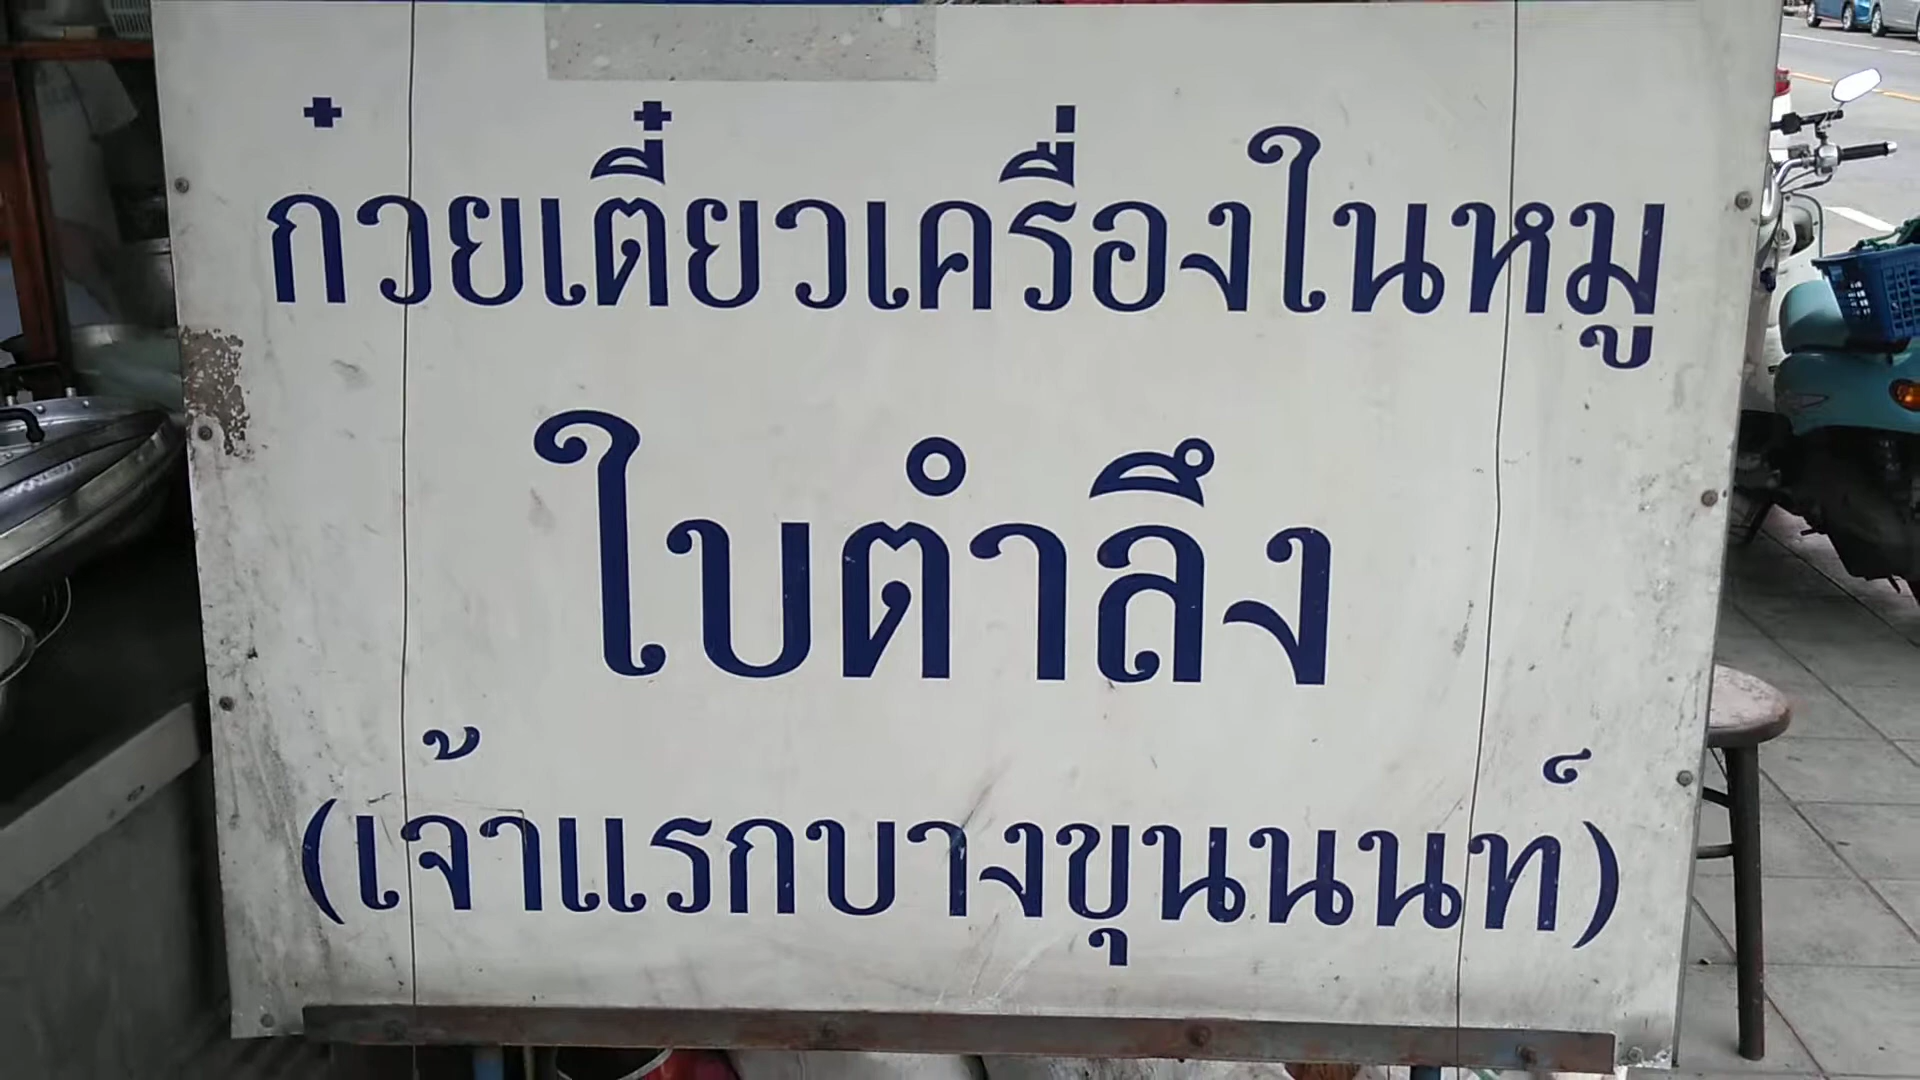 ก๋วยเตี๋ยวเครื่องในหมู
ใบตำลึง
(เจ้าแรกบางขุนนนท์)